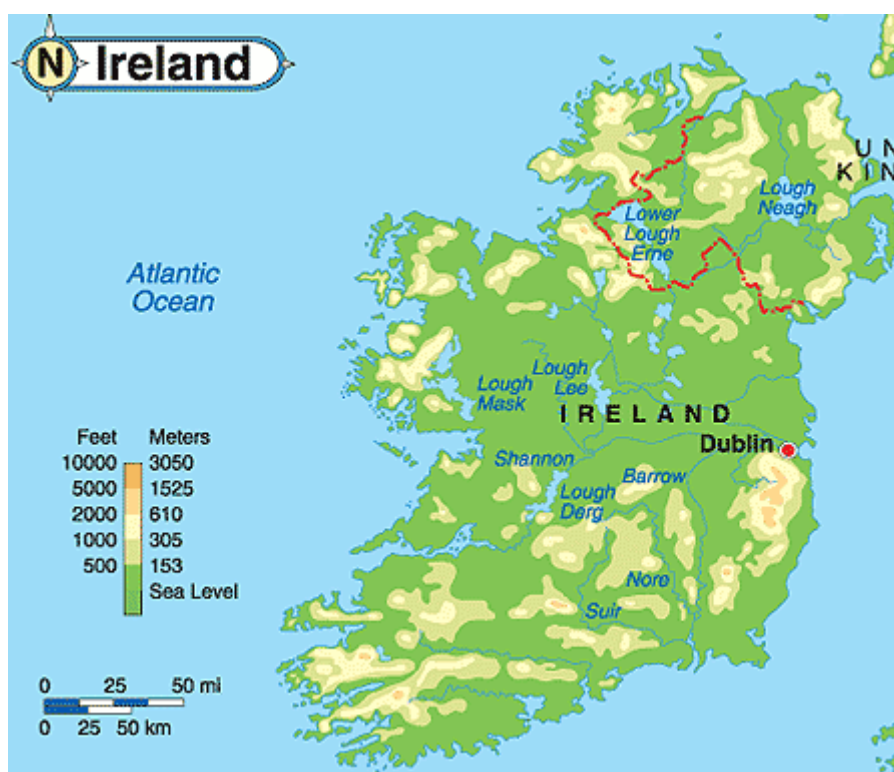 N Ireland
UN
KIN
Lough
Neagh
Lower
Lough
Erne
Atlantic
Ocean
Lough
Lee
Lough
Mask
IRELAND
Dublin
Feet Meters
10000 3050
5000 1525
2000 610
1000 305
500 153
Sea Level
Shannon
Barrow
Lough
Derg
Nore
Suir
0 25 50 mi
0 25 50 km